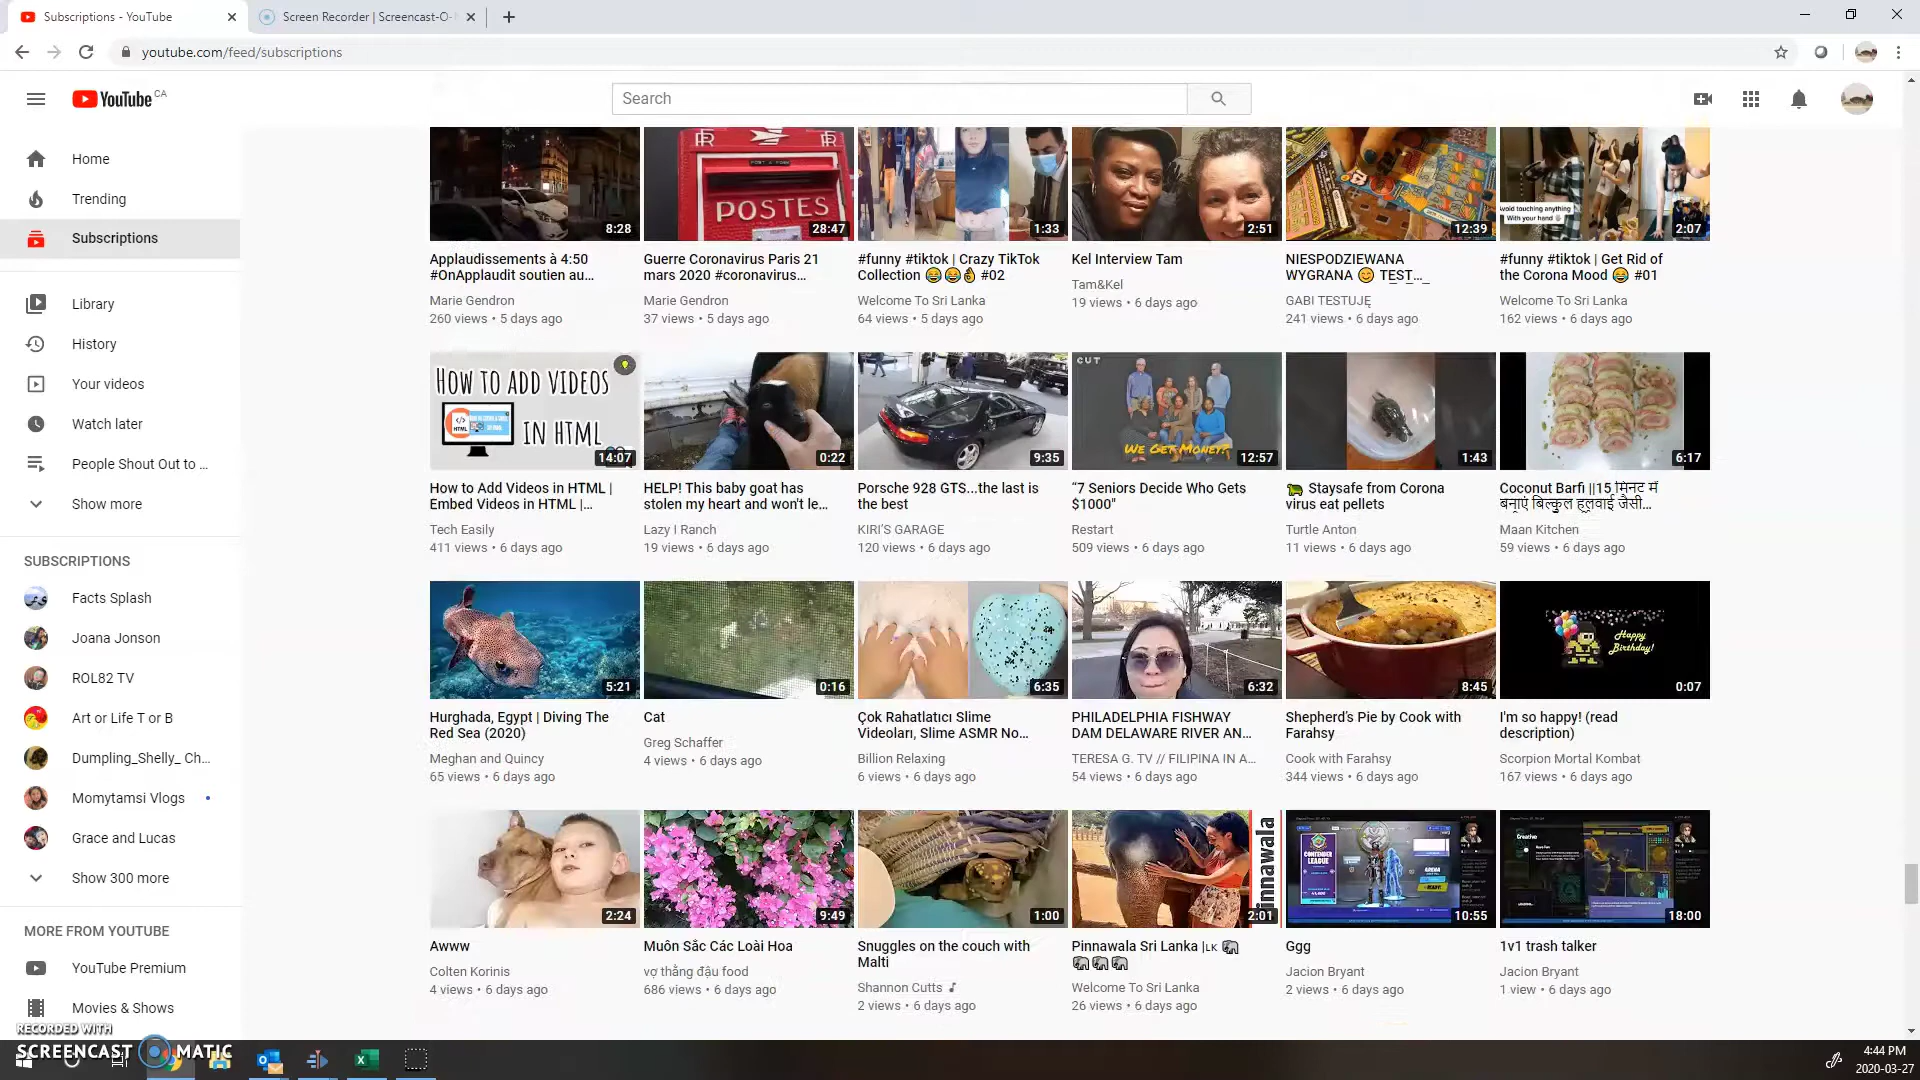 Subscriptions - YouTube
Screen Recorder | Screencast-O-
youtube.com/feed/subscriptions
YouTube CA
Search
Home
Trending
Subscriptions
Library
History
Your videos
Watch later
People Shout Out to ...
Show more
SUBSCRIPTIONS
Facts Splash
Joana Jonson
ROL82 TV
Art or Life T or B
Dumpling_Shelly_ Ch...
Momytamsi Vlogs
Grace and Lucas
Show 300 more
MORE FROM YOUTUBE
YouTube Premium
Movies & Shows
8:28
POSTES
28:47
1:33
2:51
12:39
Avoid touching anything
With your hand
2:07
Applaudissements à 4:50
#OnApplaudit soutien au...
Marie Gendron
260 views • 5 days ago
Guerre Coronavirus Paris 21
mars 2020 #coronavirus...
Marie Gendron
37 views • 5 days ago
#funny #tiktok | Crazy TikTok
Collection 😂😂👌 #02
Welcome To Sri Lanka
64 views • 5 days ago
Kel Interview Tam
Tam&Kel
19 views • 6 days ago
NIESPODZIEWANA
WYGRANA 😊 TEST...
GABI TESTUJĘ
241 views • 6 days ago
#funny #tiktok | Get Rid of
the Corona Mood 😂 #01
Welcome To Sri Lanka
162 views • 6 days ago
HOW TO ADD VIDEOS
HTML
IN HTML
14:07
0:22
9:35
CUT
WE GET MONEY?
12:57
1:43
6:17
How to Add Videos in HTML |
Embed Videos in HTML |...
Tech Easily
411 views • 6 days ago
HELP! This baby goat has
stolen my heart and won't le...
Lazy I Ranch
19 views • 6 days ago
Porsche 928 GTS...the last is
the best
KIRI'S GARAGE
120 views • 6 days ago
“7 Seniors Decide Who Gets
$1000"
Restart
509 views • 6 days ago
🐢 Staysafe from Corona
virus eat pellets
Turtle Anton
11 views • 6 days ago
Coconut Barfi ||15 मिनट में
बनाएं बिल्कुल हलवाई जैसी...
Maan Kitchen
59 views • 6 days ago
5:21
0:16
6:35
6:32
8:45
Happy
Birthday!
0:07
Hurghada, Egypt | Diving The
Red Sea (2020)
Meghan and Quincy
65 views • 6 days ago
Cat
Greg Schaffer
4 views • 6 days ago
Çok Rahatlatıcı Slime
Videoları, Slime ASMR No...
Billion Relaxing
6 views • 6 days ago
PHILADELPHIA FISHWAY
DAM DELAWARE RIVER AN...
TERESA G. TV // FILIPINA IN A...
54 views • 6 days ago
Shepherd's Pie by Cook with
Farahsy
Cook with Farahsy
344 views • 6 days ago
I'm so happy! (read
description)
Scorpion Mortal Kombat
167 views • 6 days ago
2:24
9:49
1:00
innawala
2:01
CONTENDER
LEAGUE
ARENA
10:55
Creative
18:00
Awww
Colten Korinis
4 views • 6 days ago
Muôn Sắc Các Loài Hoa
vợ thằng đậu food
686 views • 6 days ago
Snuggles on the couch with
Malti
Shannon Cutts ♪
2 views • 6 days ago
Pinnawala Sri Lanka |LK 🐘
🐘🐘🐘
Welcome To Sri Lanka
26 views • 6 days ago
Ggg
Jacion Bryant
2 views • 6 days ago
1v1 trash talker
Jacion Bryant
1 view • 6 days ago
RECORDED WITH
SCREENCAST MATIC
4:44 PM
2020-03-27